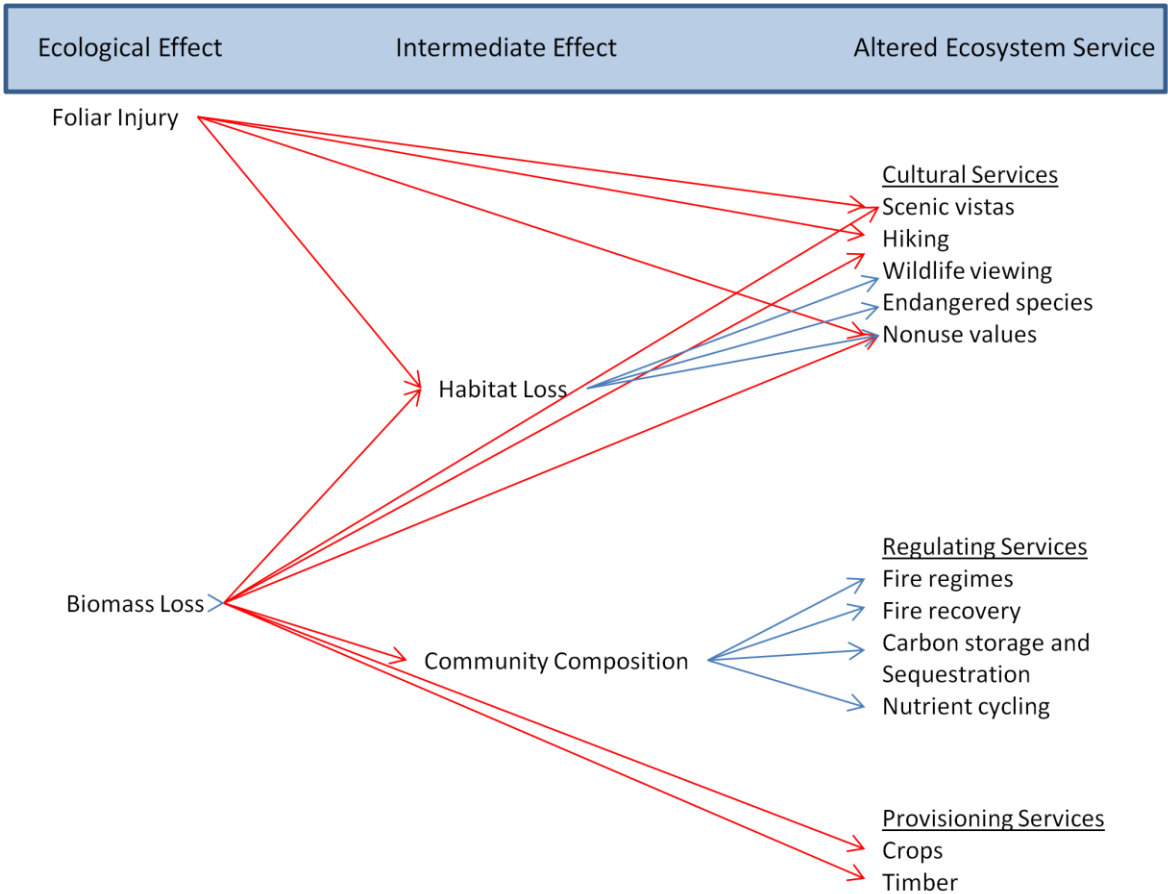 Ecological Effect Intermediate Effect Altered Ecosystem Service
Foliar Injury
Cultural Services
Scenic vistas
Hiking
Wildlife viewing
Endangered species
Nonuse values
Habitat Loss
Regulating Services
Fire regimes
Biomass Loss
Fire recovery
Carbon storage and
Community Composition
Sequestration
Nutrient cycling
Provisioning Services
Crops
Timber